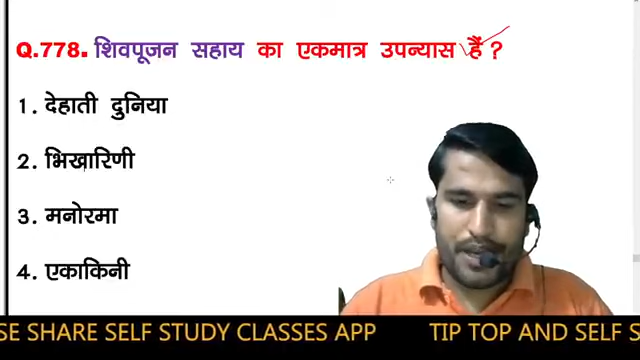 Q.778. शिवपूजन सहाय का एकमात्र उपन्यास हैं ?
1. देहाती दुनिया
2. भिखारिणी
3. मनोरमा
4. एकाकिनी
SE SHARE SELF STUDY CLASSES APP TIP TOP AND SELF S